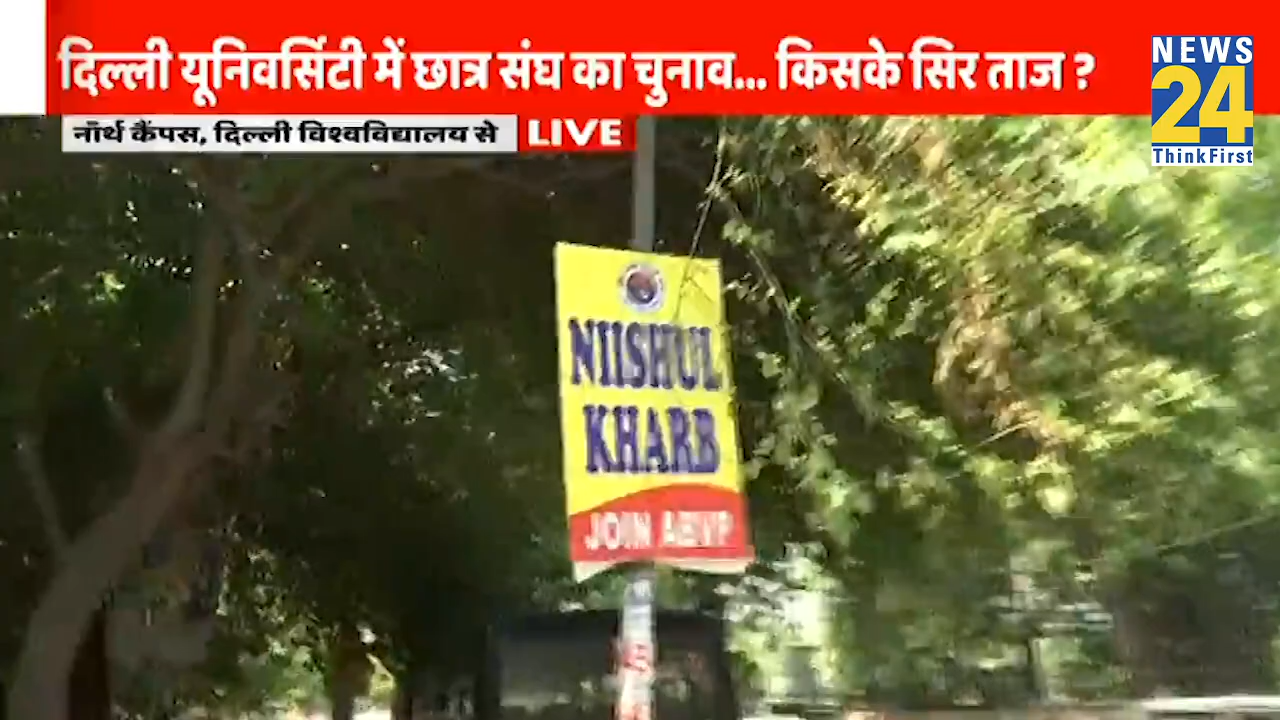 दिल्ली यूनिवर्सिटी में छात्र संघ का चुनाव... किसके सिर ताज ?
NEWS
24
ThinkFirst
नॉर्थ कैंपस, दिल्ली विश्वविद्यालय से LIVE
NIISHUL
KHARB
JOIN ABVP